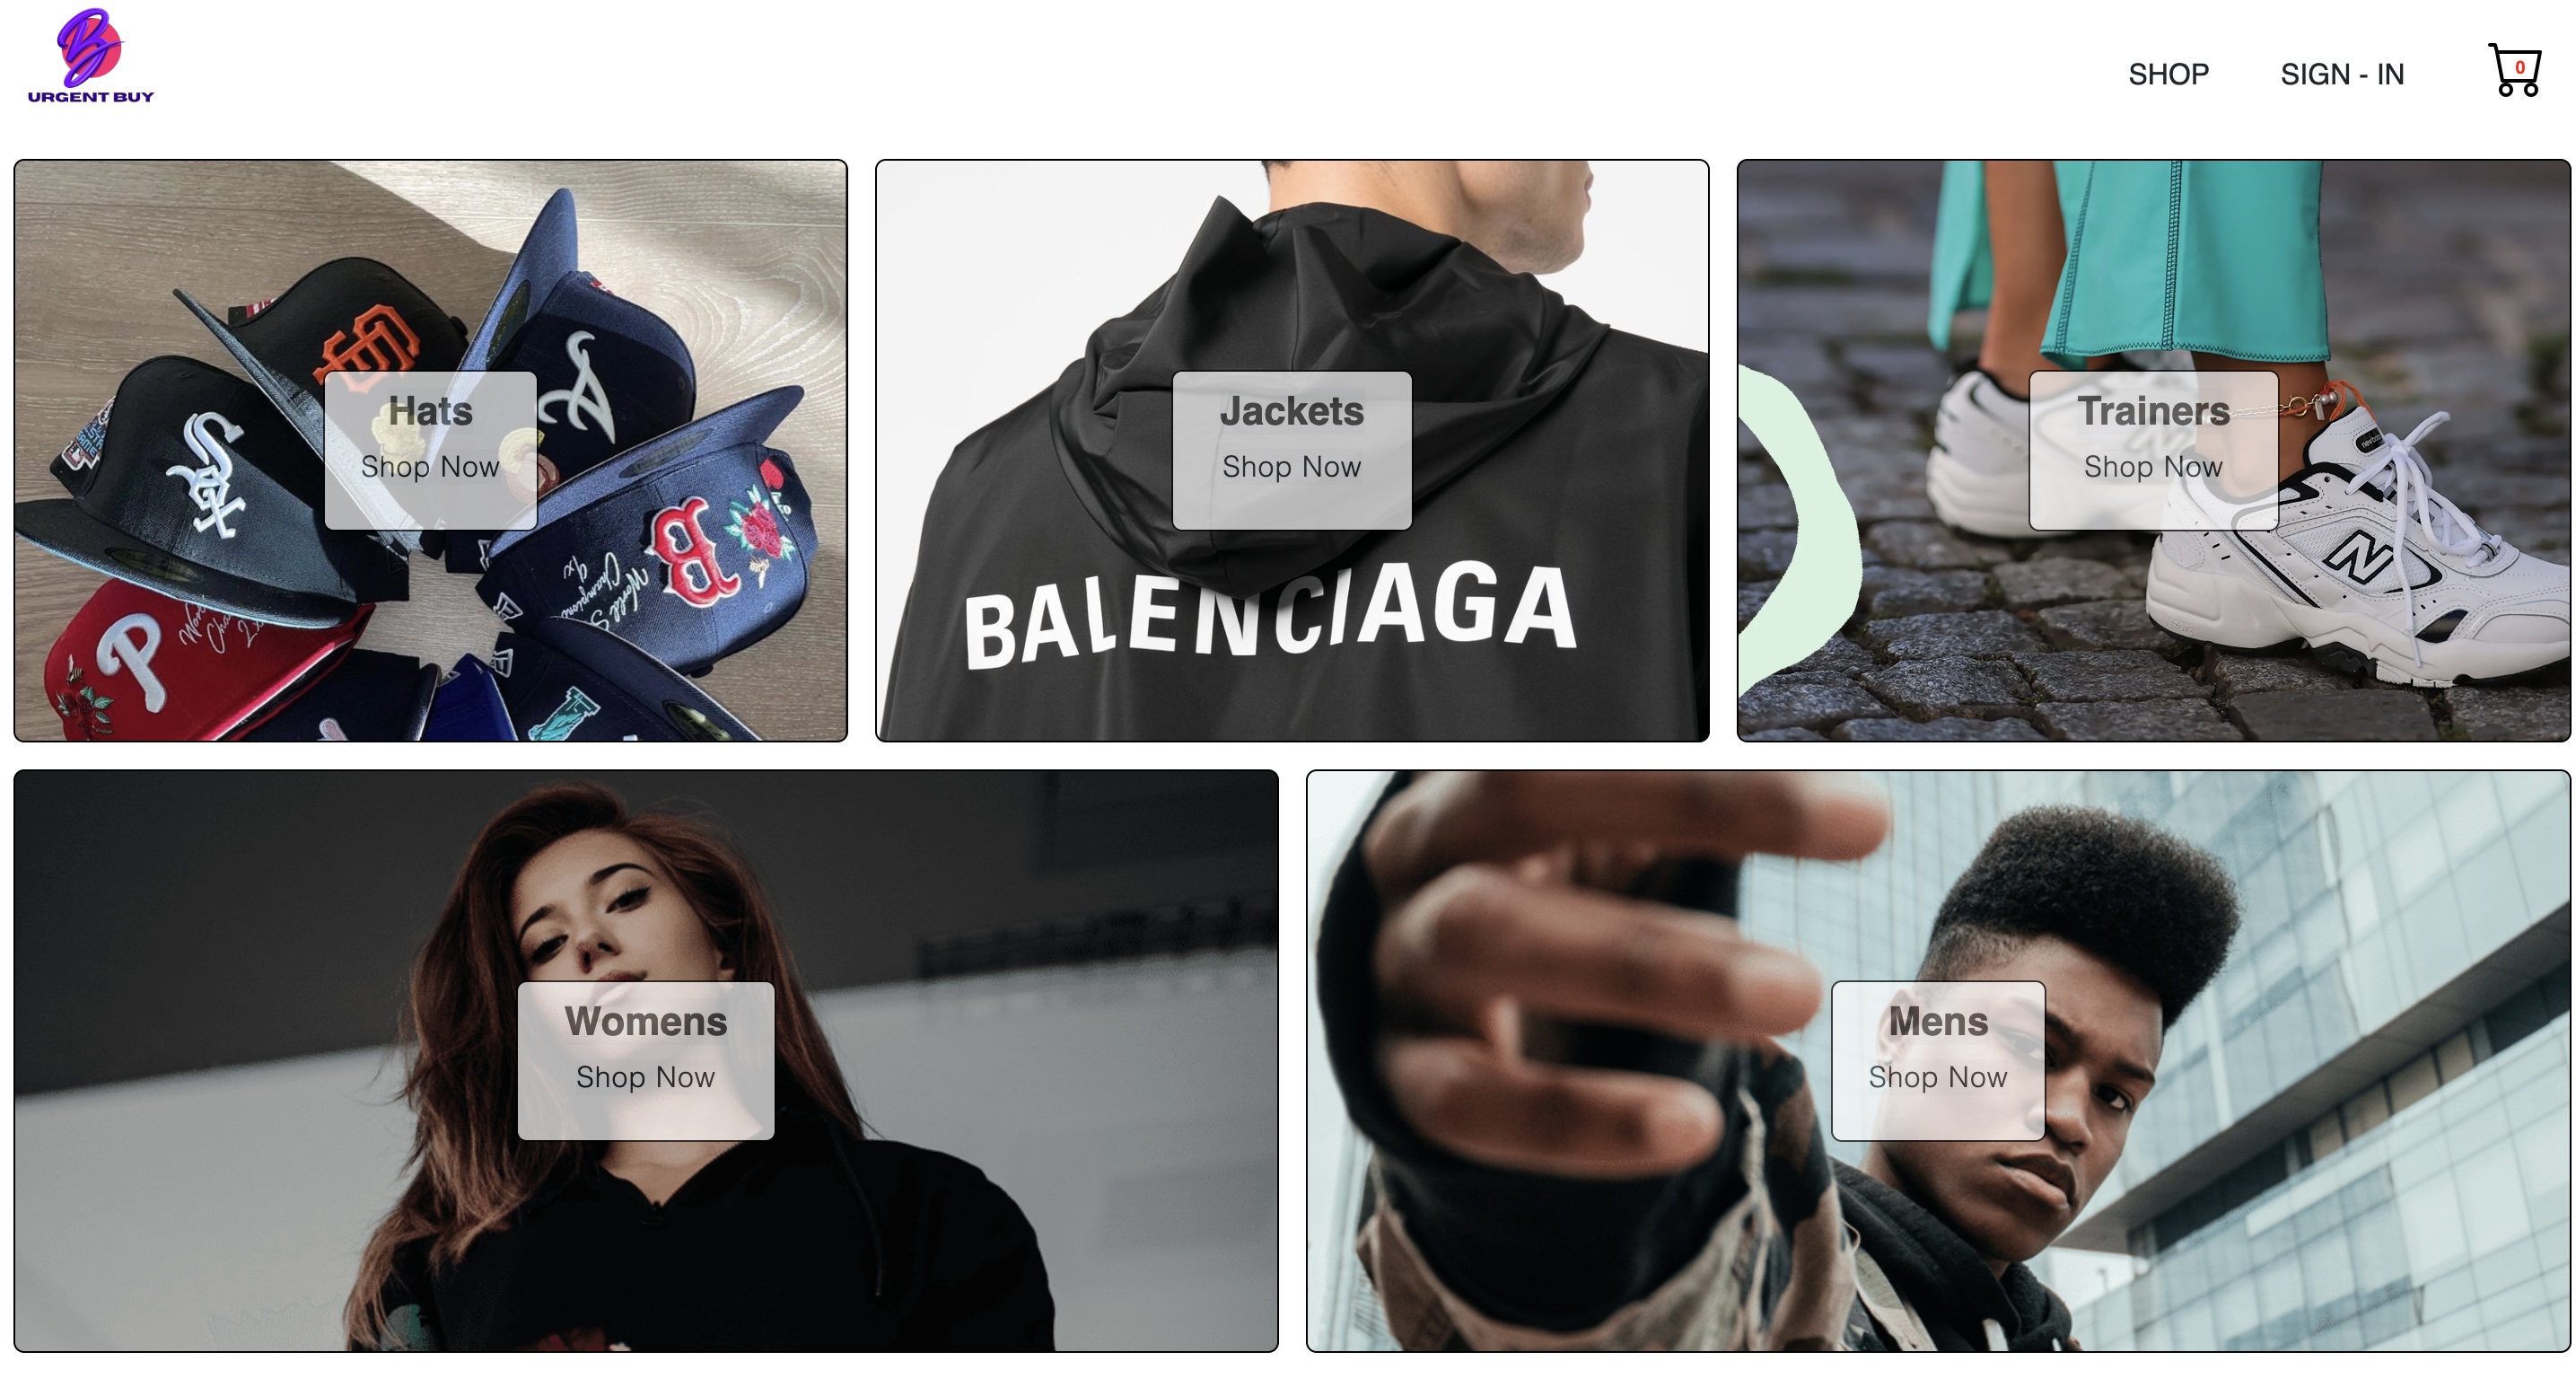 URGENT BUY
SHOP
SIGN - IN
0
Hats
Shop Now
Jackets
Shop Now
Trainers
Shop Now
BALENCIAGA
B
P
N
Womens
Shop Now
Mens
Shop Now